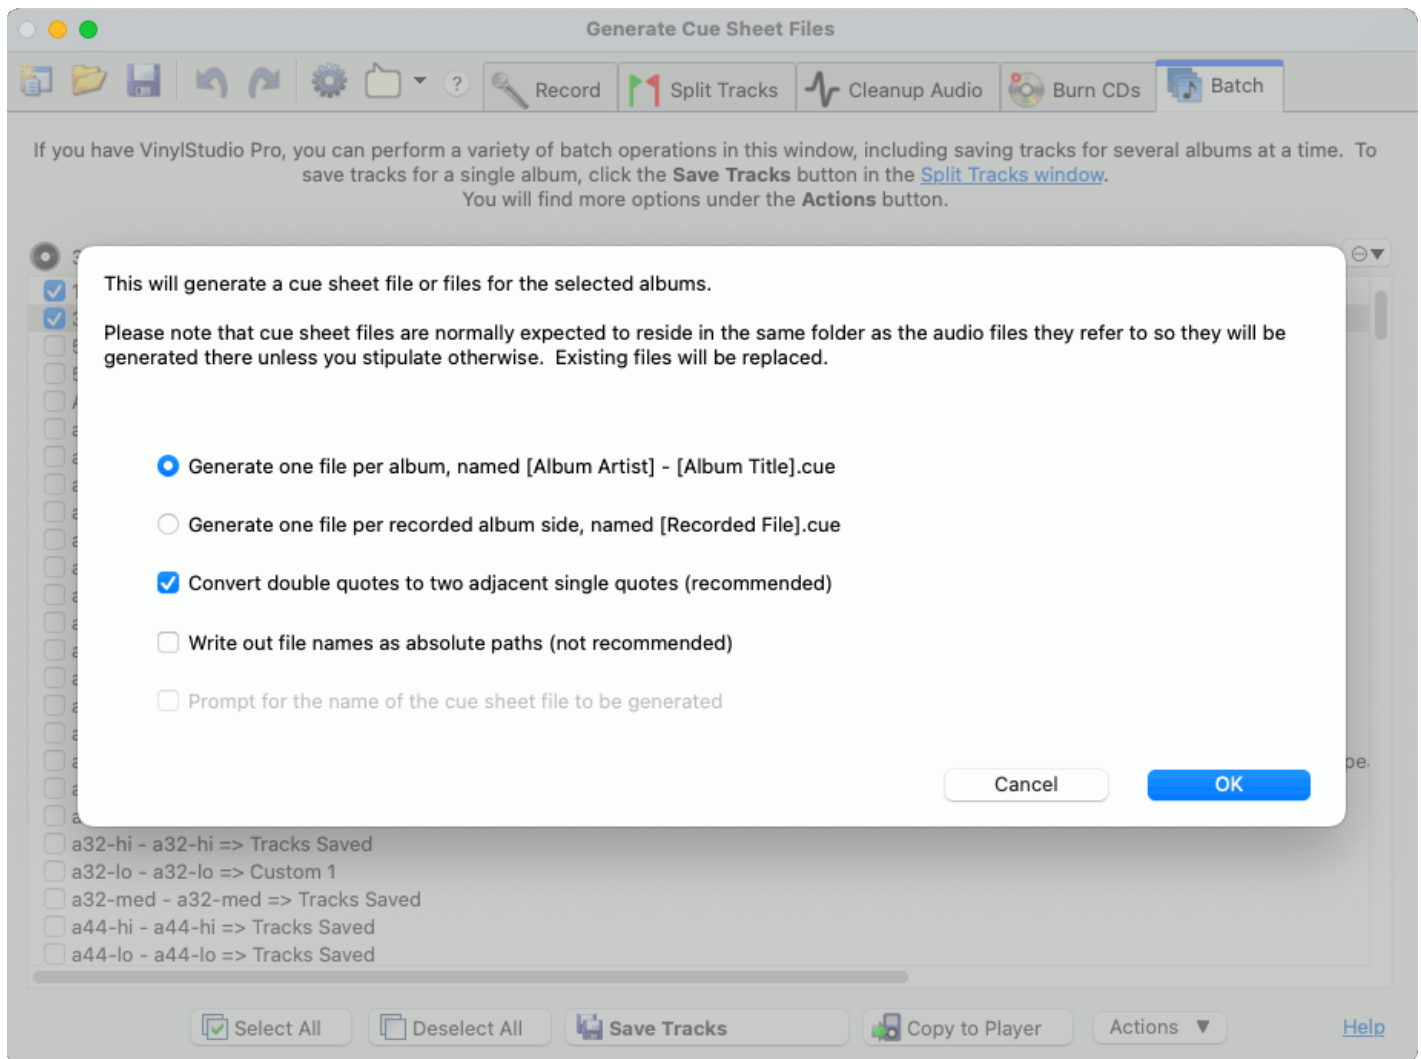 Generate Cue Sheet Files
?
Record
Split Tracks
Cleanup Audio
Burn CDs
Batch
If you have VinylStudio Pro, you can perform a variety of batch operations in this window, including saving tracks for several albums at a time.  To
save tracks for a single album, click the Save Tracks button in the Split Tracks window.
You will find more options under the Actions button.
This will generate a cue sheet file or files for the selected albums.
Please note that cue sheet files are normally expected to reside in the same folder as the audio files they refer to so they will be
generated there unless you stipulate otherwise.  Existing files will be replaced.
Generate one file per album, named [Album Artist] - [Album Title].cue
Generate one file per recorded album side, named [Recorded File].cue
Convert double quotes to two adjacent single quotes (recommended)
Write out file names as absolute paths (not recommended)
Prompt for the name of the cue sheet file to be generated
Cancel
OK
a32-hi - a32-hi => Tracks Saved
a32-lo - a32-lo => Custom 1
a32-med - a32-med => Tracks Saved
a44-hi - a44-hi => Tracks Saved
a44-lo - a44-lo => Tracks Saved
Select All
Deselect All
Save Tracks
Copy to Player
Actions
Help